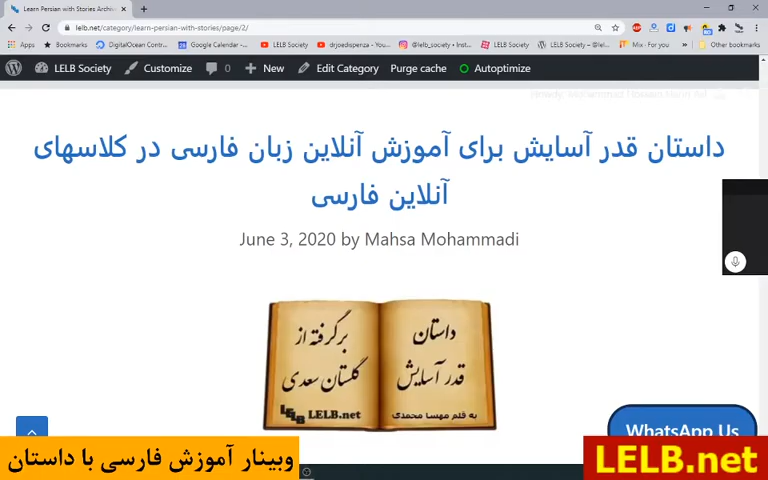 Learn Persian with Stories Archiv
lelb.net/category/learn-persian-with-stories/page/2/
Apps
Bookmarks
DigitalOcean Contr...
Google Calendar -...
LELB Society
drjoedispenza - You...
@lelb_society • Inst...
LELB Society
LELB Society – @lel...
Mix - For you
»
Other bookmarks
LELB Society
Customize
0
New
Edit Category
Purge cache
Autoptimize
داستان قدر آسایش برای آموزش آنلاین زبان فارسی در کلاسهای
آنلاین فارسی
June 3, 2020 by Mahsa Mohammadi
داستان
قدر آسایش
به قلم مهسا محمدی
برگرفته از
گلستان سعدی
LELB LELB.net
WhatsApp Us
وبینار آموزش فارسی با داستان
LELB.net